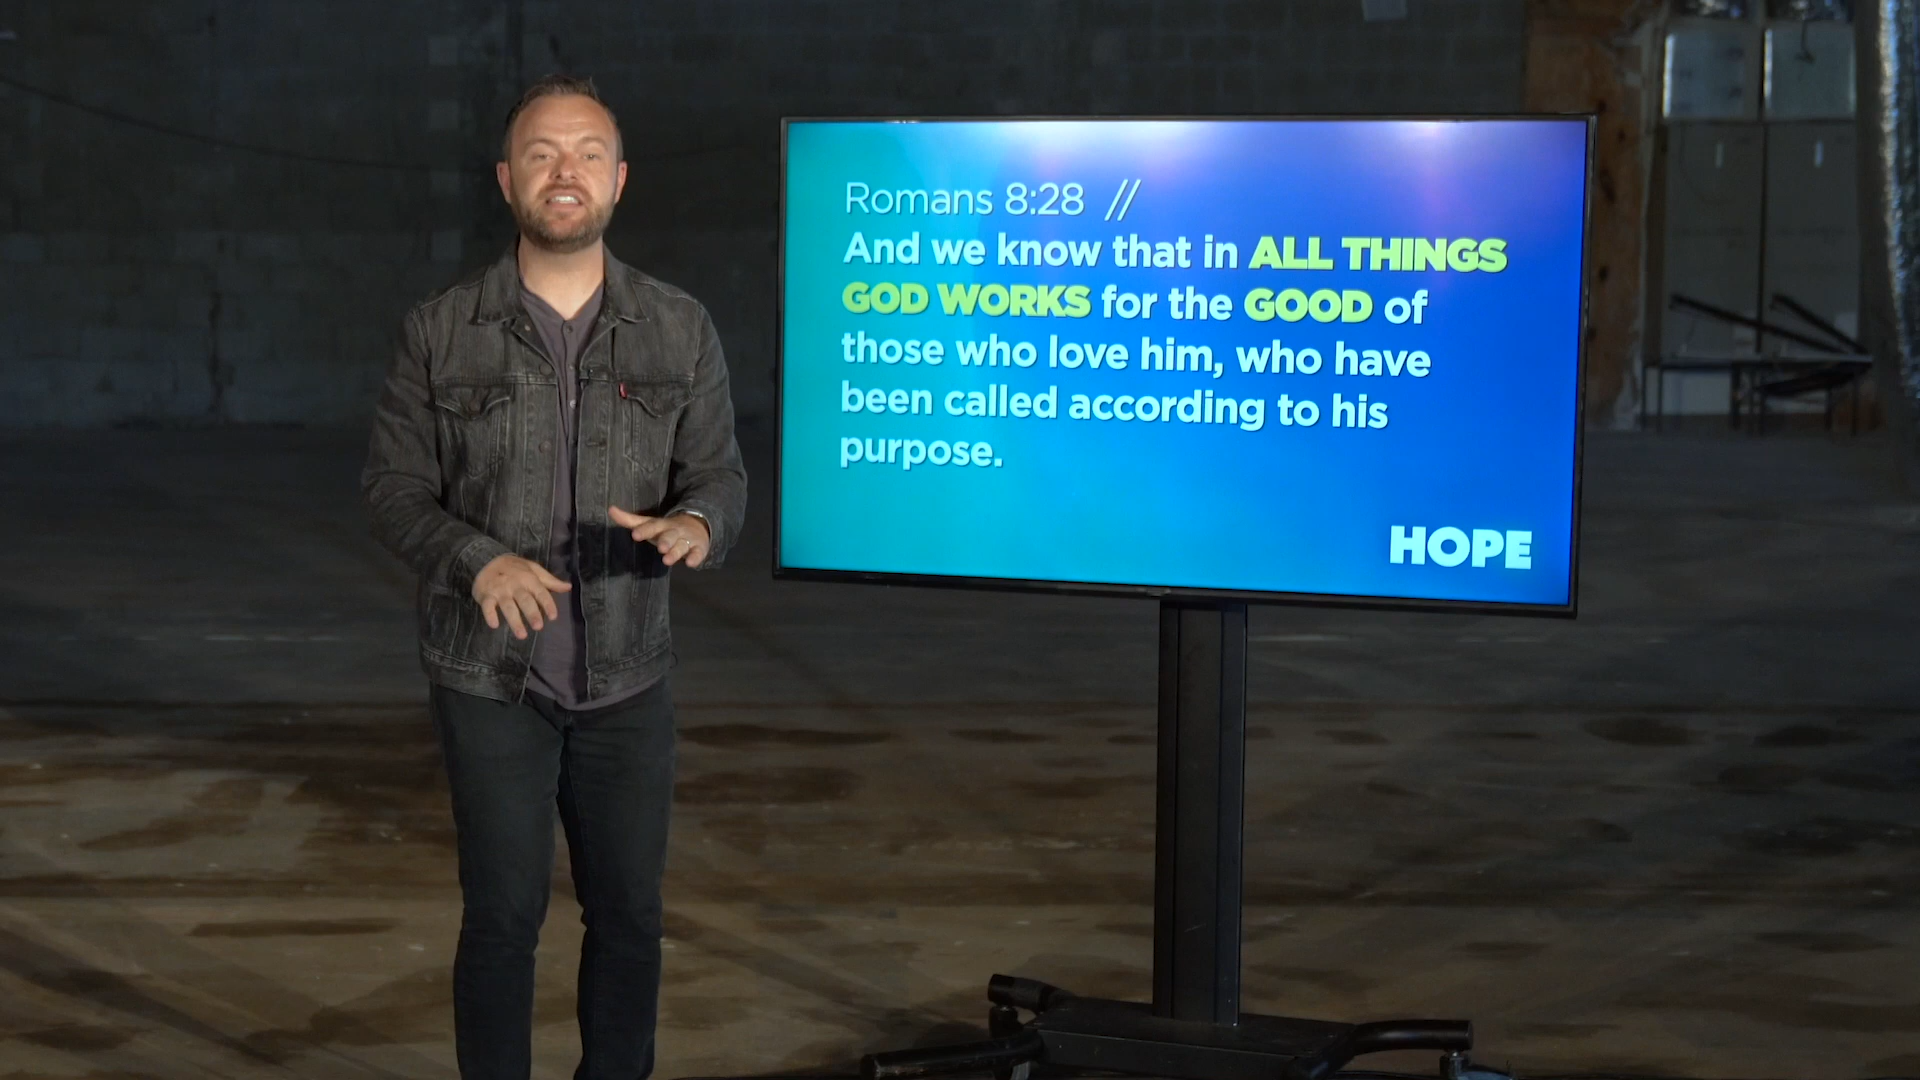 Romans 8:28 //
And we know that in ALL THINGS
GOD WORKS for the GOOD of
those who love him, who have
been called according to his
purpose.
HOPE